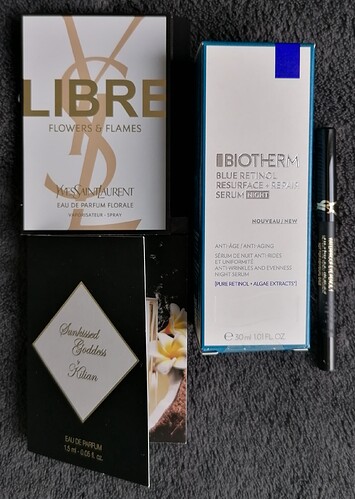 LIBRE
FLOWERS & FLAMES
YVESSAINTLAURENT
EAU DE PARFUM FLORALE
VAPORISATEUR - SPRAY
Sunkissed
Goddess
Kilian
EAU DE PARFUM
1.5 ml - 0.05 fl. oz.
BIOTHERM
BLUE RETINOL
RESURFACE + REPAIR
SERUM NIGHT
NOUVEAU / NEW
ANTI-ÂGE / ANTI-AGING
SÉRUM DE NUIT ANTI-RIDES
ET UNIFORMITÉ
ANTI-WRINKLES AND EVENNESS
NIGHT SERUM
[PURE RETINOL + ALGAE EXTRACTS*]
30 ml 1.01 FL. OZ